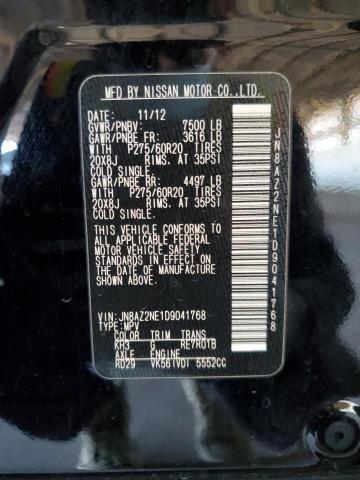 MFD BY NISSAN MOTOR CO.,LTD.
DATE: 11/12
GVWR/PNBV: 7500 LB
GAWR/PNBE FR: 3616 LB
WITH P275/60R20 TIRES
20X8J RIMS. AT 35PSI
COLD SINGLE.
GAWR/PNBE RR: 4497 LB
WITH P275/60R20 TIRES
20X8J RIMS. AT 35PSI
COLD SINGLE.
THIS VEHICLE CONFORMS TO
ALL APPLICABLE FEDERAL
MOTOR VEHICLE SAFETY
STANDARDS IN EFFECT ON
THE DATE OF MANUFACTURE
SHOWN ABOVE.
VIN: JN8AZ2NE1D9041768
TYPE: MPV
COLOR TRIM TRANS
KH3 G RE7R01B
AXLE ENGINE
RD29 VK56(VD) 5552CC
JN8AZ2NE1D9041768